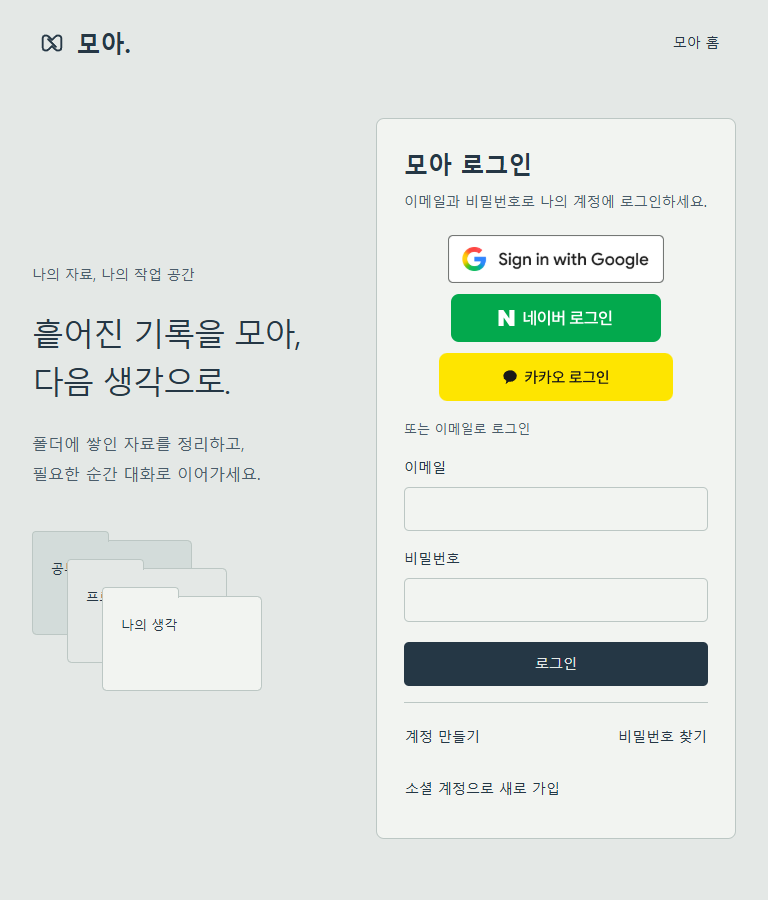 모아.
모아 홈
나의 자료, 나의 작업 공간
흩어진 기록을 모아,
다음 생각으로.
폴더에 쌓인 자료를 정리하고,
필요한 순간 대화로 이어가세요.
나의 생각
모아 로그인
이메일과 비밀번호로 나의 계정에 로그인하세요.
Sign in with Google
네이버 로그인
카카오 로그인
또는 이메일로 로그인
이메일
비밀번호
로그인
계정 만들기
비밀번호 찾기
소셜 계정으로 새로 가입